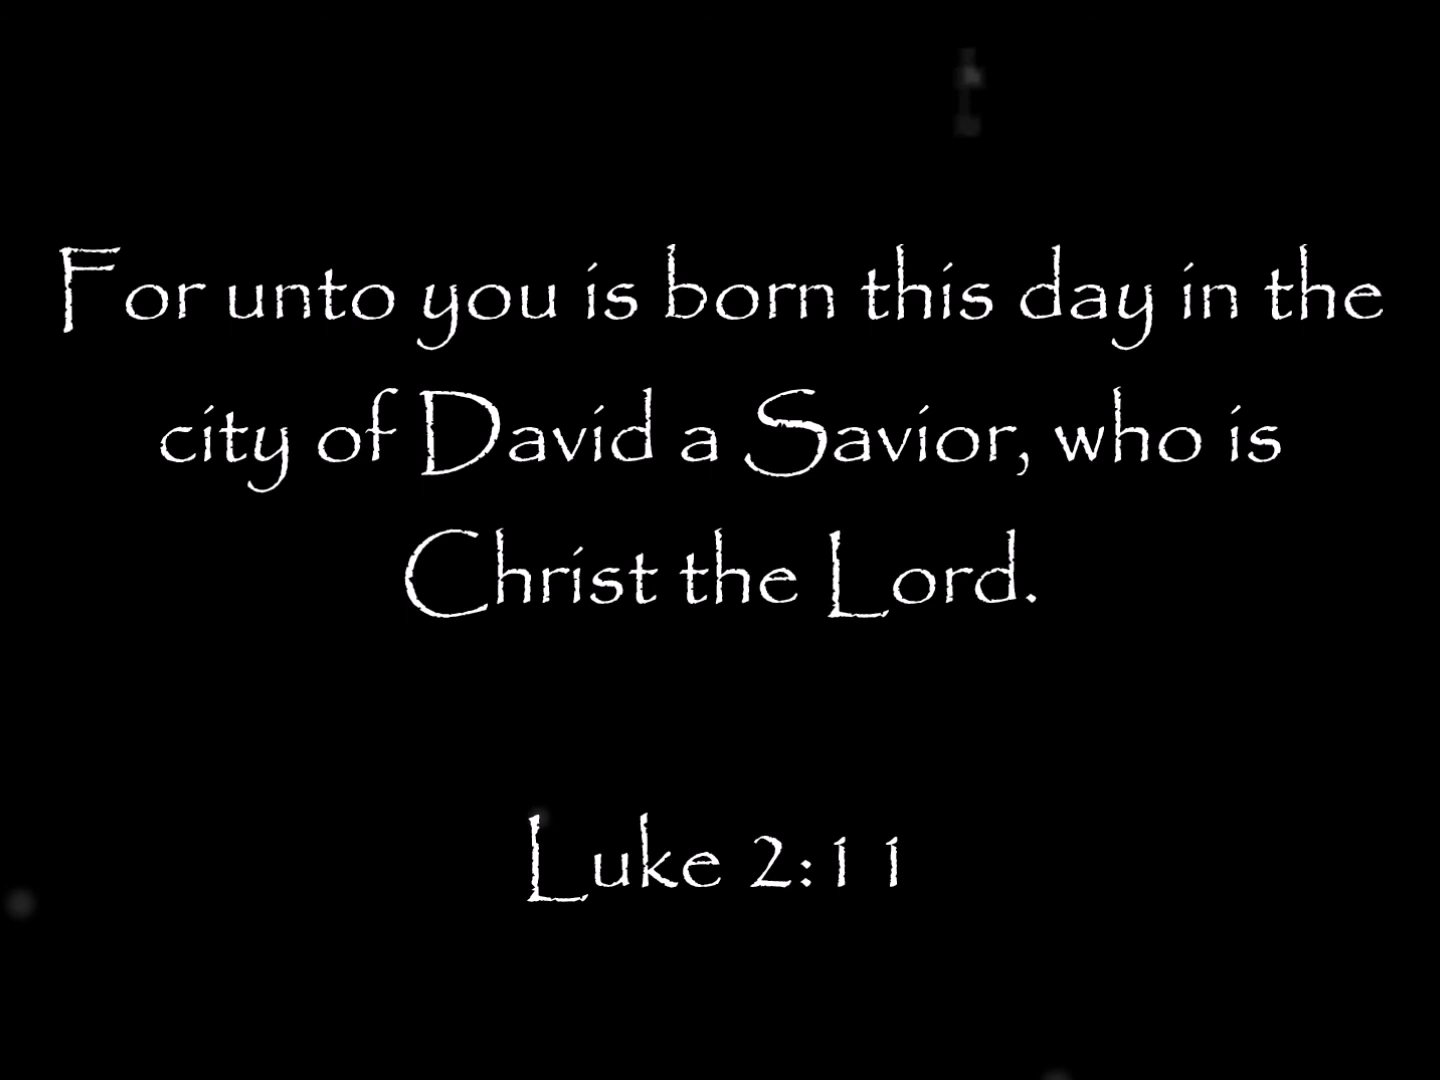 For unto you is born this day in the
city of David a Savior, who is
Christ the Lord.
Luke 2:11